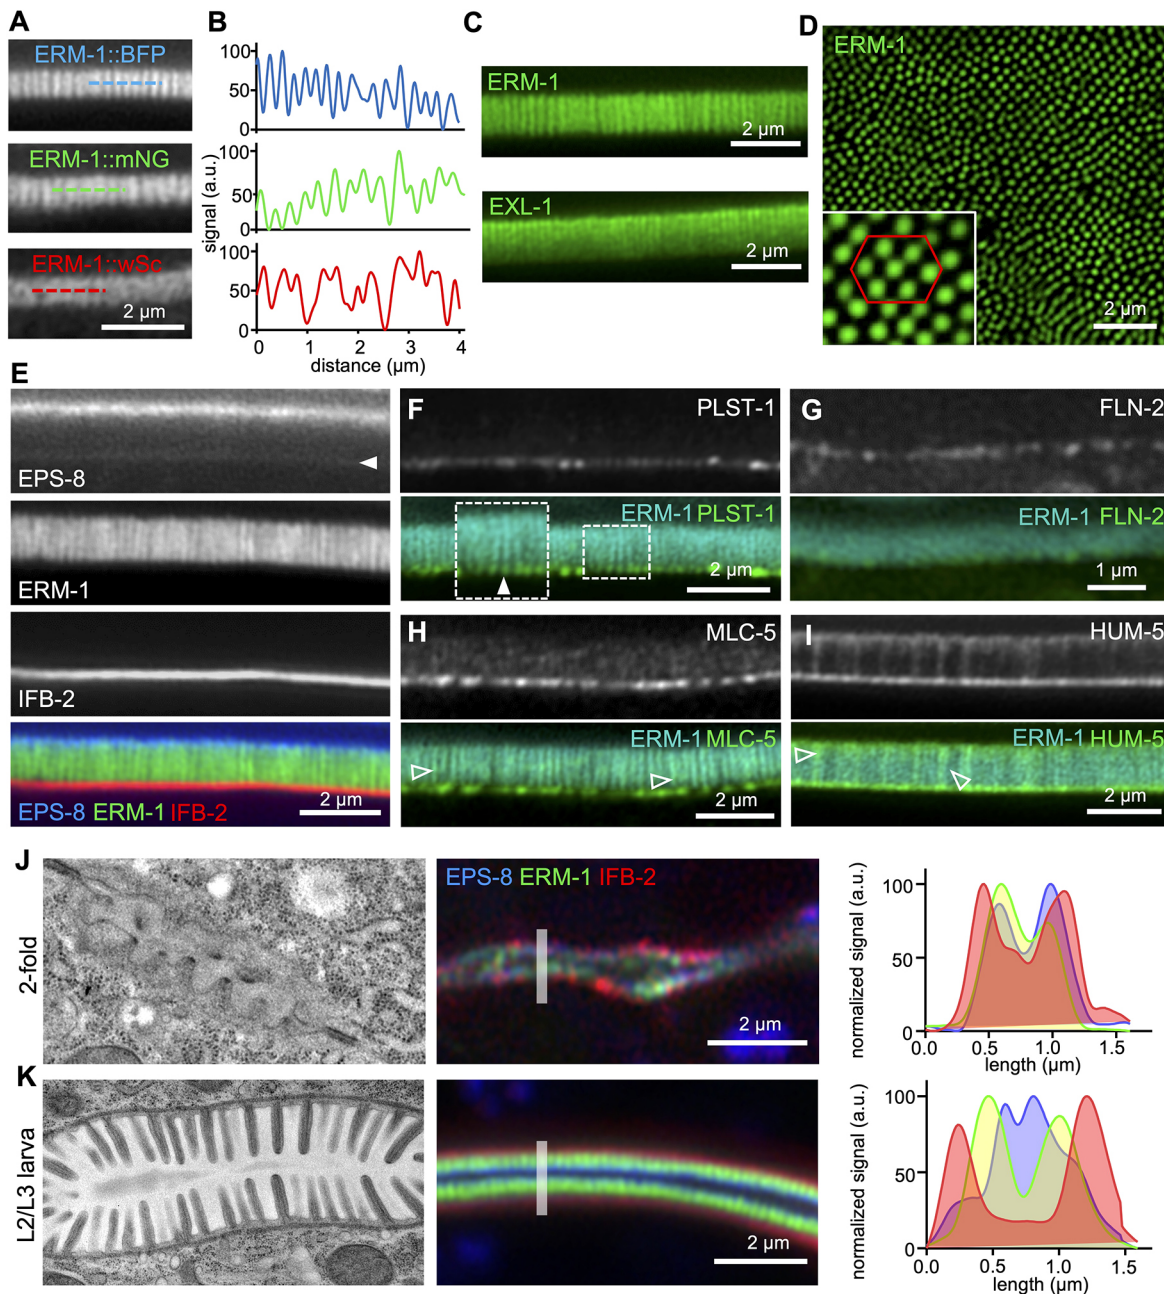 A
ERM-1::BFP
ERM-1::mNG
ERM-1::wSc
2 µm
B
100
50
0
100
50
0
100
50
0
signal (a.u.)
0 1 2 3 4
distance (µm)
C
ERM-1
2 µm
EXL-1
2 µm
D
ERM-1
2 µm
E
EPS-8
ERM-1
IFB-2
EPS-8 ERM-1 IFB-2
2 µm
F
PLST-1
ERM-1 PLST-1
2 µm
G
FLN-2
ERM-1 FLN-2
1 µm
H
MLC-5
ERM-1 MLC-5
2 µm
I
HUM-5
ERM-1 HUM-5
2 µm
J
2-fold
EPS-8 ERM-1 IFB-2
2 µm
normalized signal (a.u.)
100
50
0
0.0 0.5 1.0 1.5
length (µm)
K
L2/L3 larva
2 µm
normalized signal (a.u.)
100
50
0
0.0 0.5 1.0 1.5
length (µm)